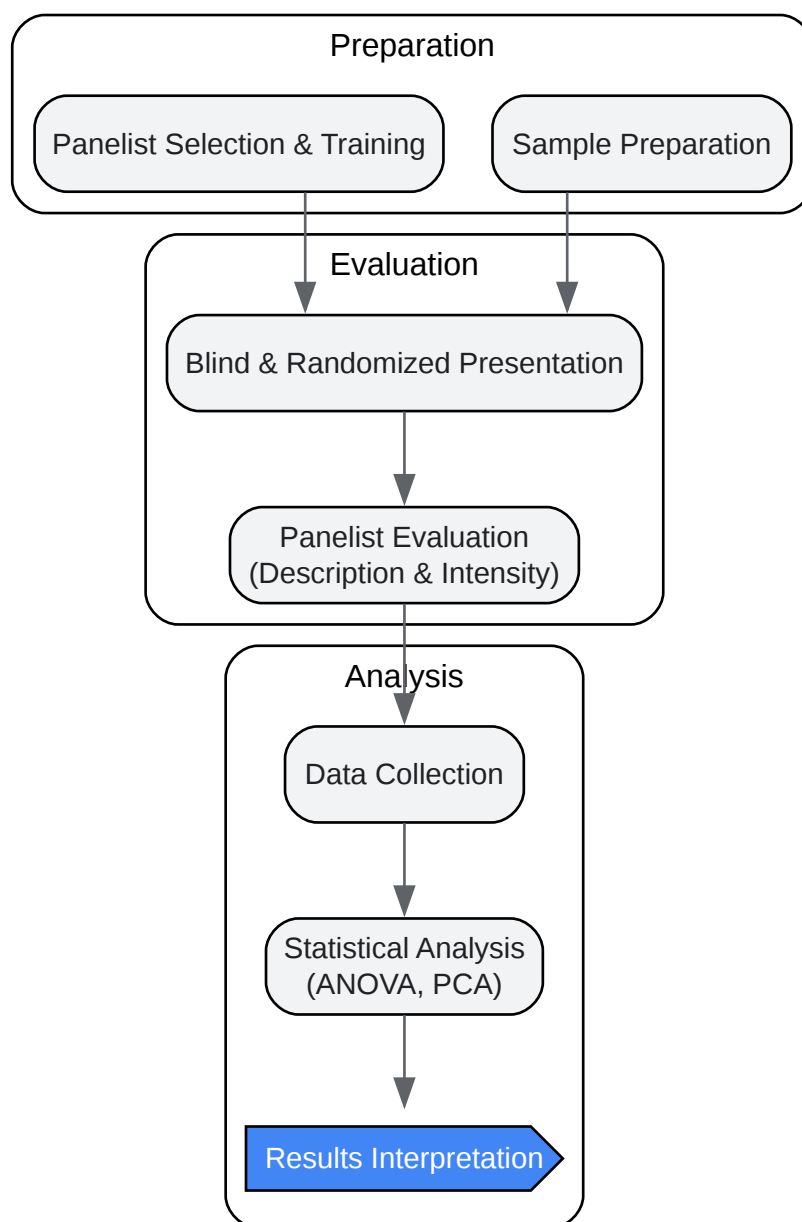 Preparation
Panelist Selection & Training
Sample Preparation
Evaluation
Blind & Randomized Presentation
Panelist Evaluation
(Description & Intensity)
Analysis
Data Collection
Statistical Analysis
(ANOVA, PCA)
Results Interpretation